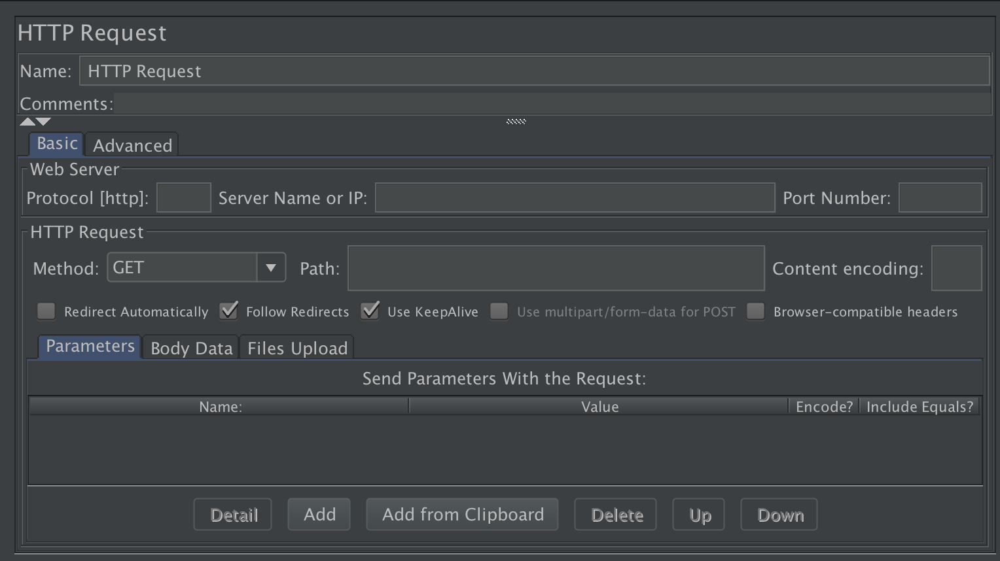 HTTP Request
Name: HTTP Request
Comments:
Basic Advanced
Web Server
Protocol [http]: Server Name or IP: Port Number:
HTTP Request
Method: GET Path: Content encoding:
Redirect Automatically Follow Redirects Use KeepAlive Use multipart/form-data for POST Browser-compatible headers
Parameters Body Data Files Upload
Send Parameters With the Request:
Name: Value Encode? Include Equals?
Detail Add Add from Clipboard Delete Up Down